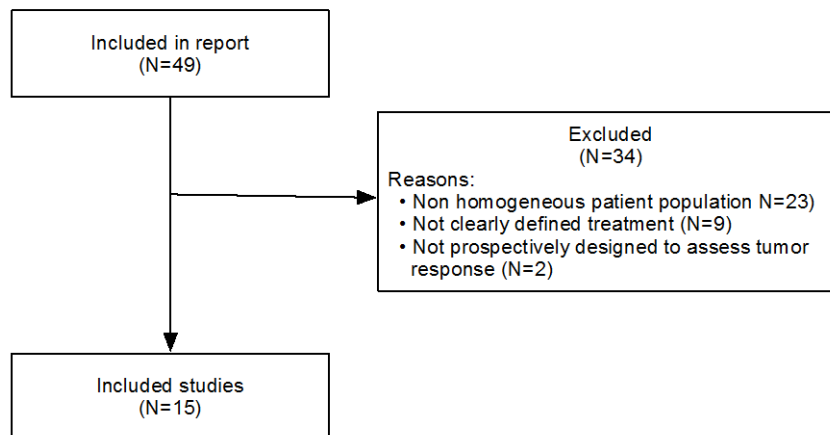 Included in report
(N=49)
Excluded
(N=34)
Reasons:
• Non homogeneous patient population N=23)
• Not clearly defined treatment (N=9)
• Not prospectively designed to assess tumor
response (N=2)
Included studies
(N=15)